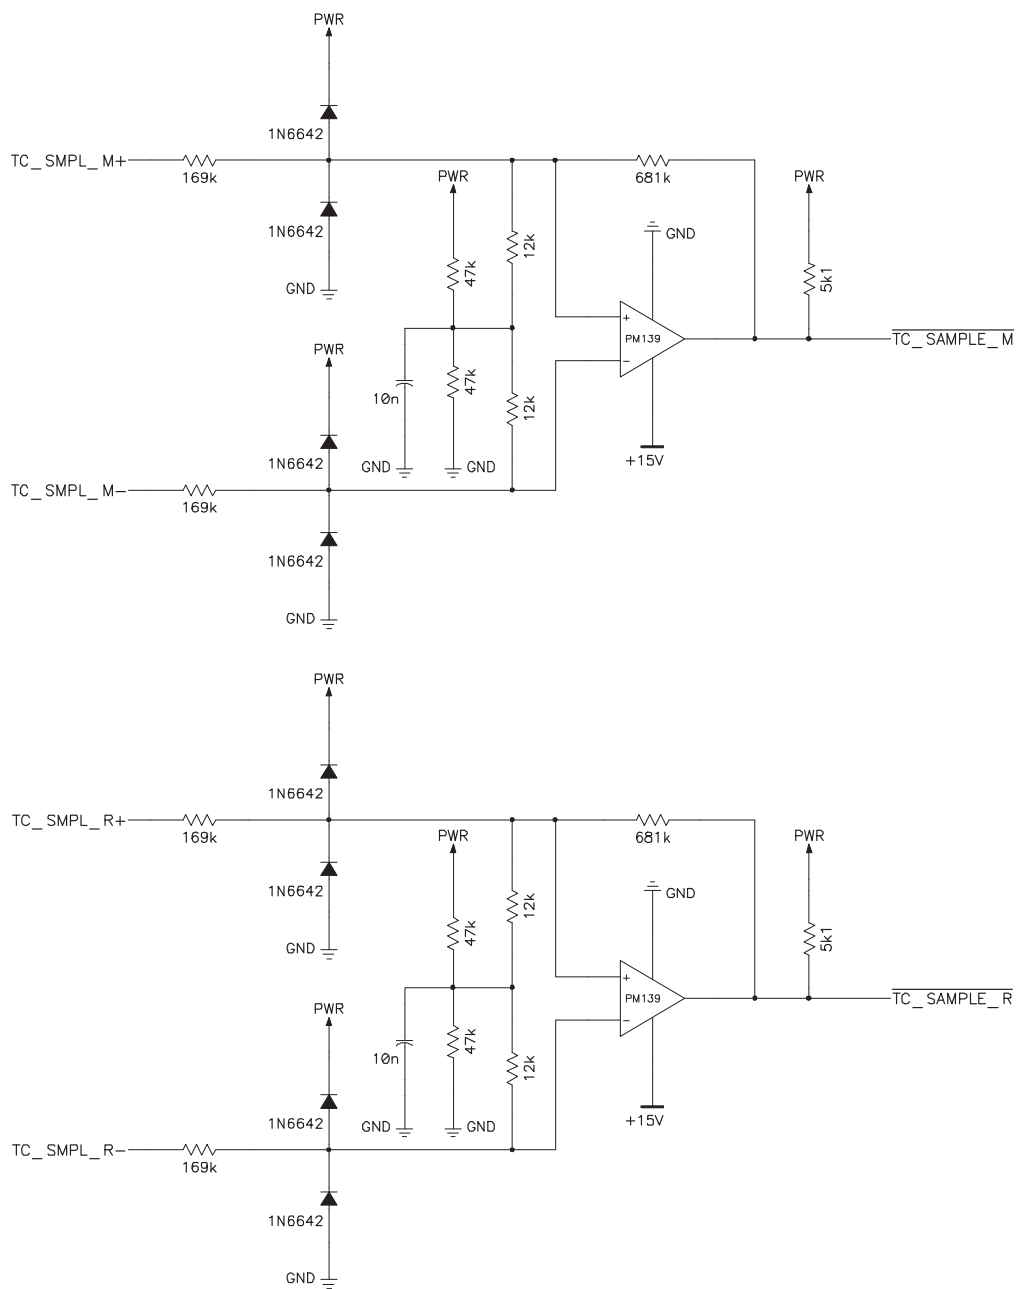 PWR
1N6642
TC_SMPL_M+
169k
681k
PWR
PWR
1N6642
12k
GND
47k
5k1
GND
+
PM139
−
TC_SAMPLE_M
PWR
47k
10n
12k
1N6642
GND
GND
+15V
TC_SMPL_M−
169k
1N6642
GND
PWR
1N6642
TC_SMPL_R+
169k
681k
PWR
PWR
1N6642
12k
GND
47k
5k1
GND
+
PM139
−
TC_SAMPLE_R
PWR
47k
10n
12k
1N6642
GND
GND
+15V
TC_SMPL_R−
169k
1N6642
GND